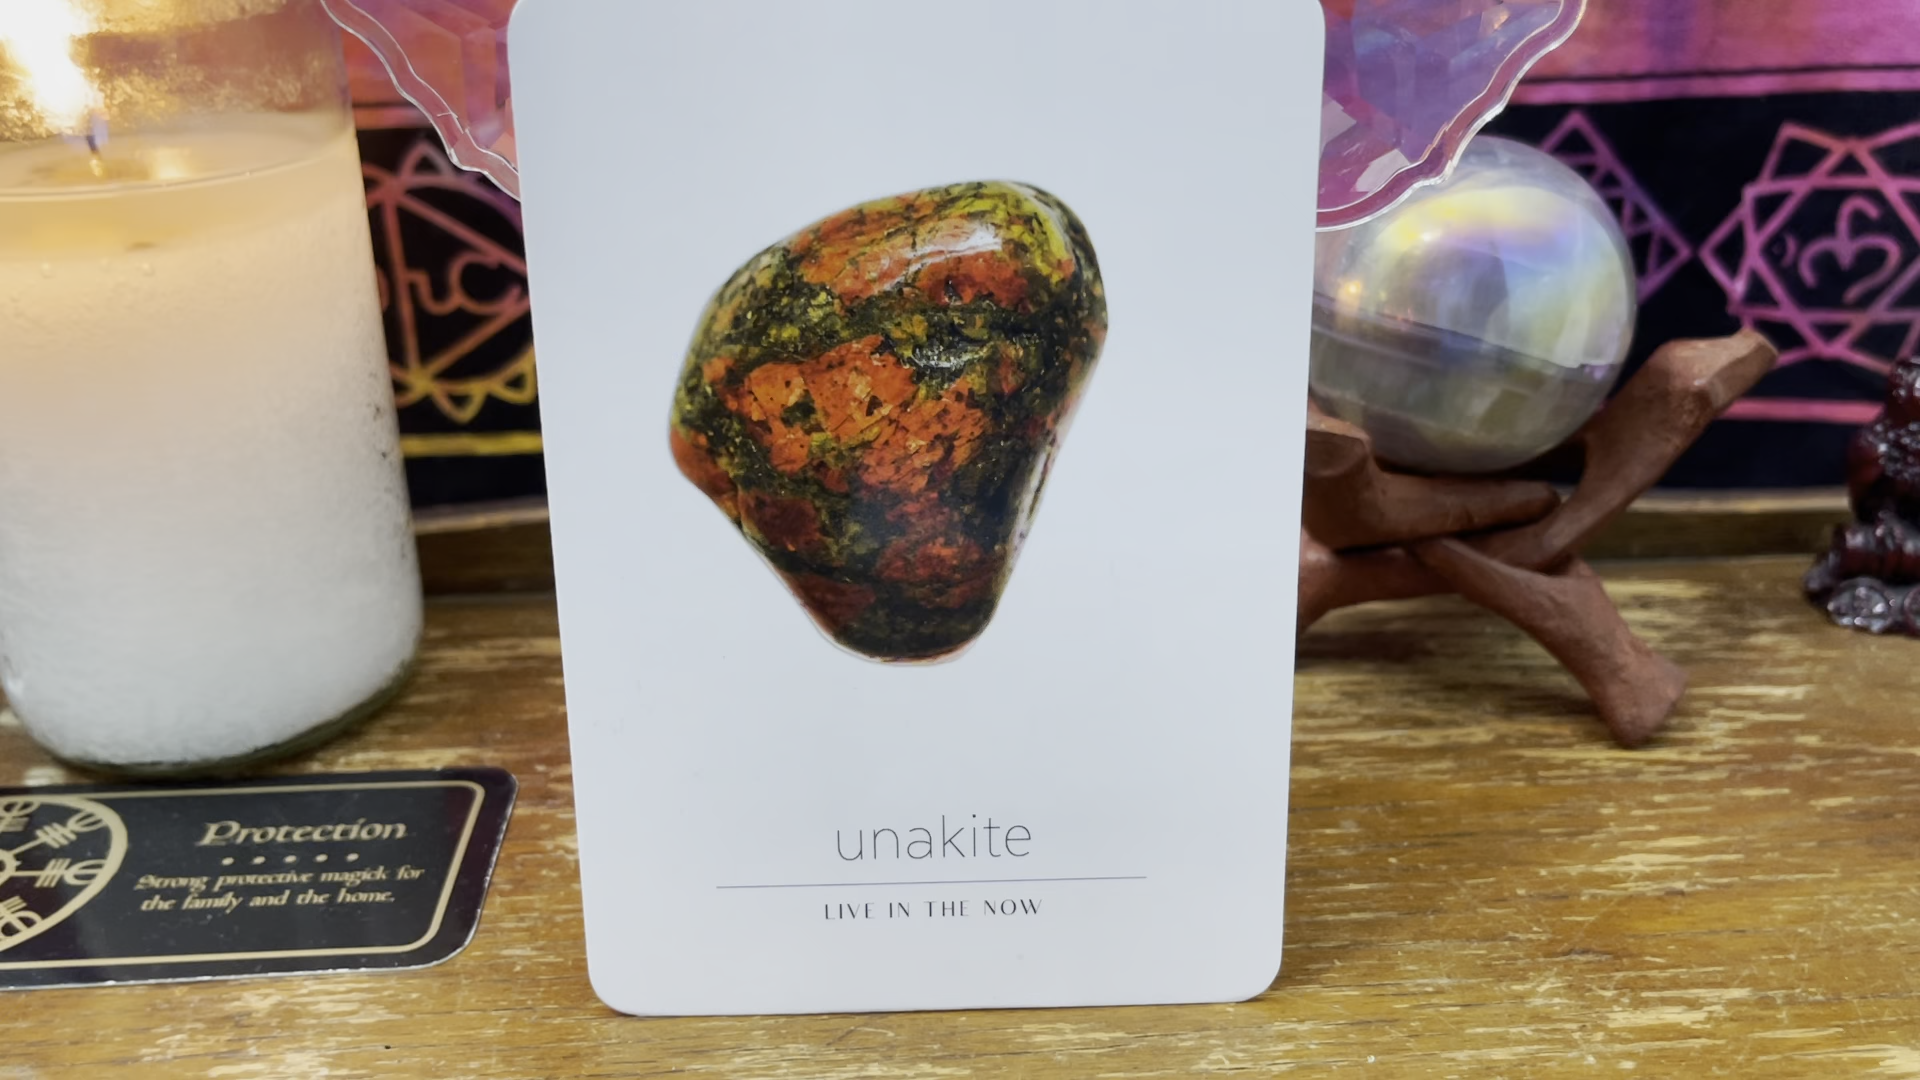 unakite
LIVE IN THE NOW
Protection
Strong protective magick for
the family and the home.